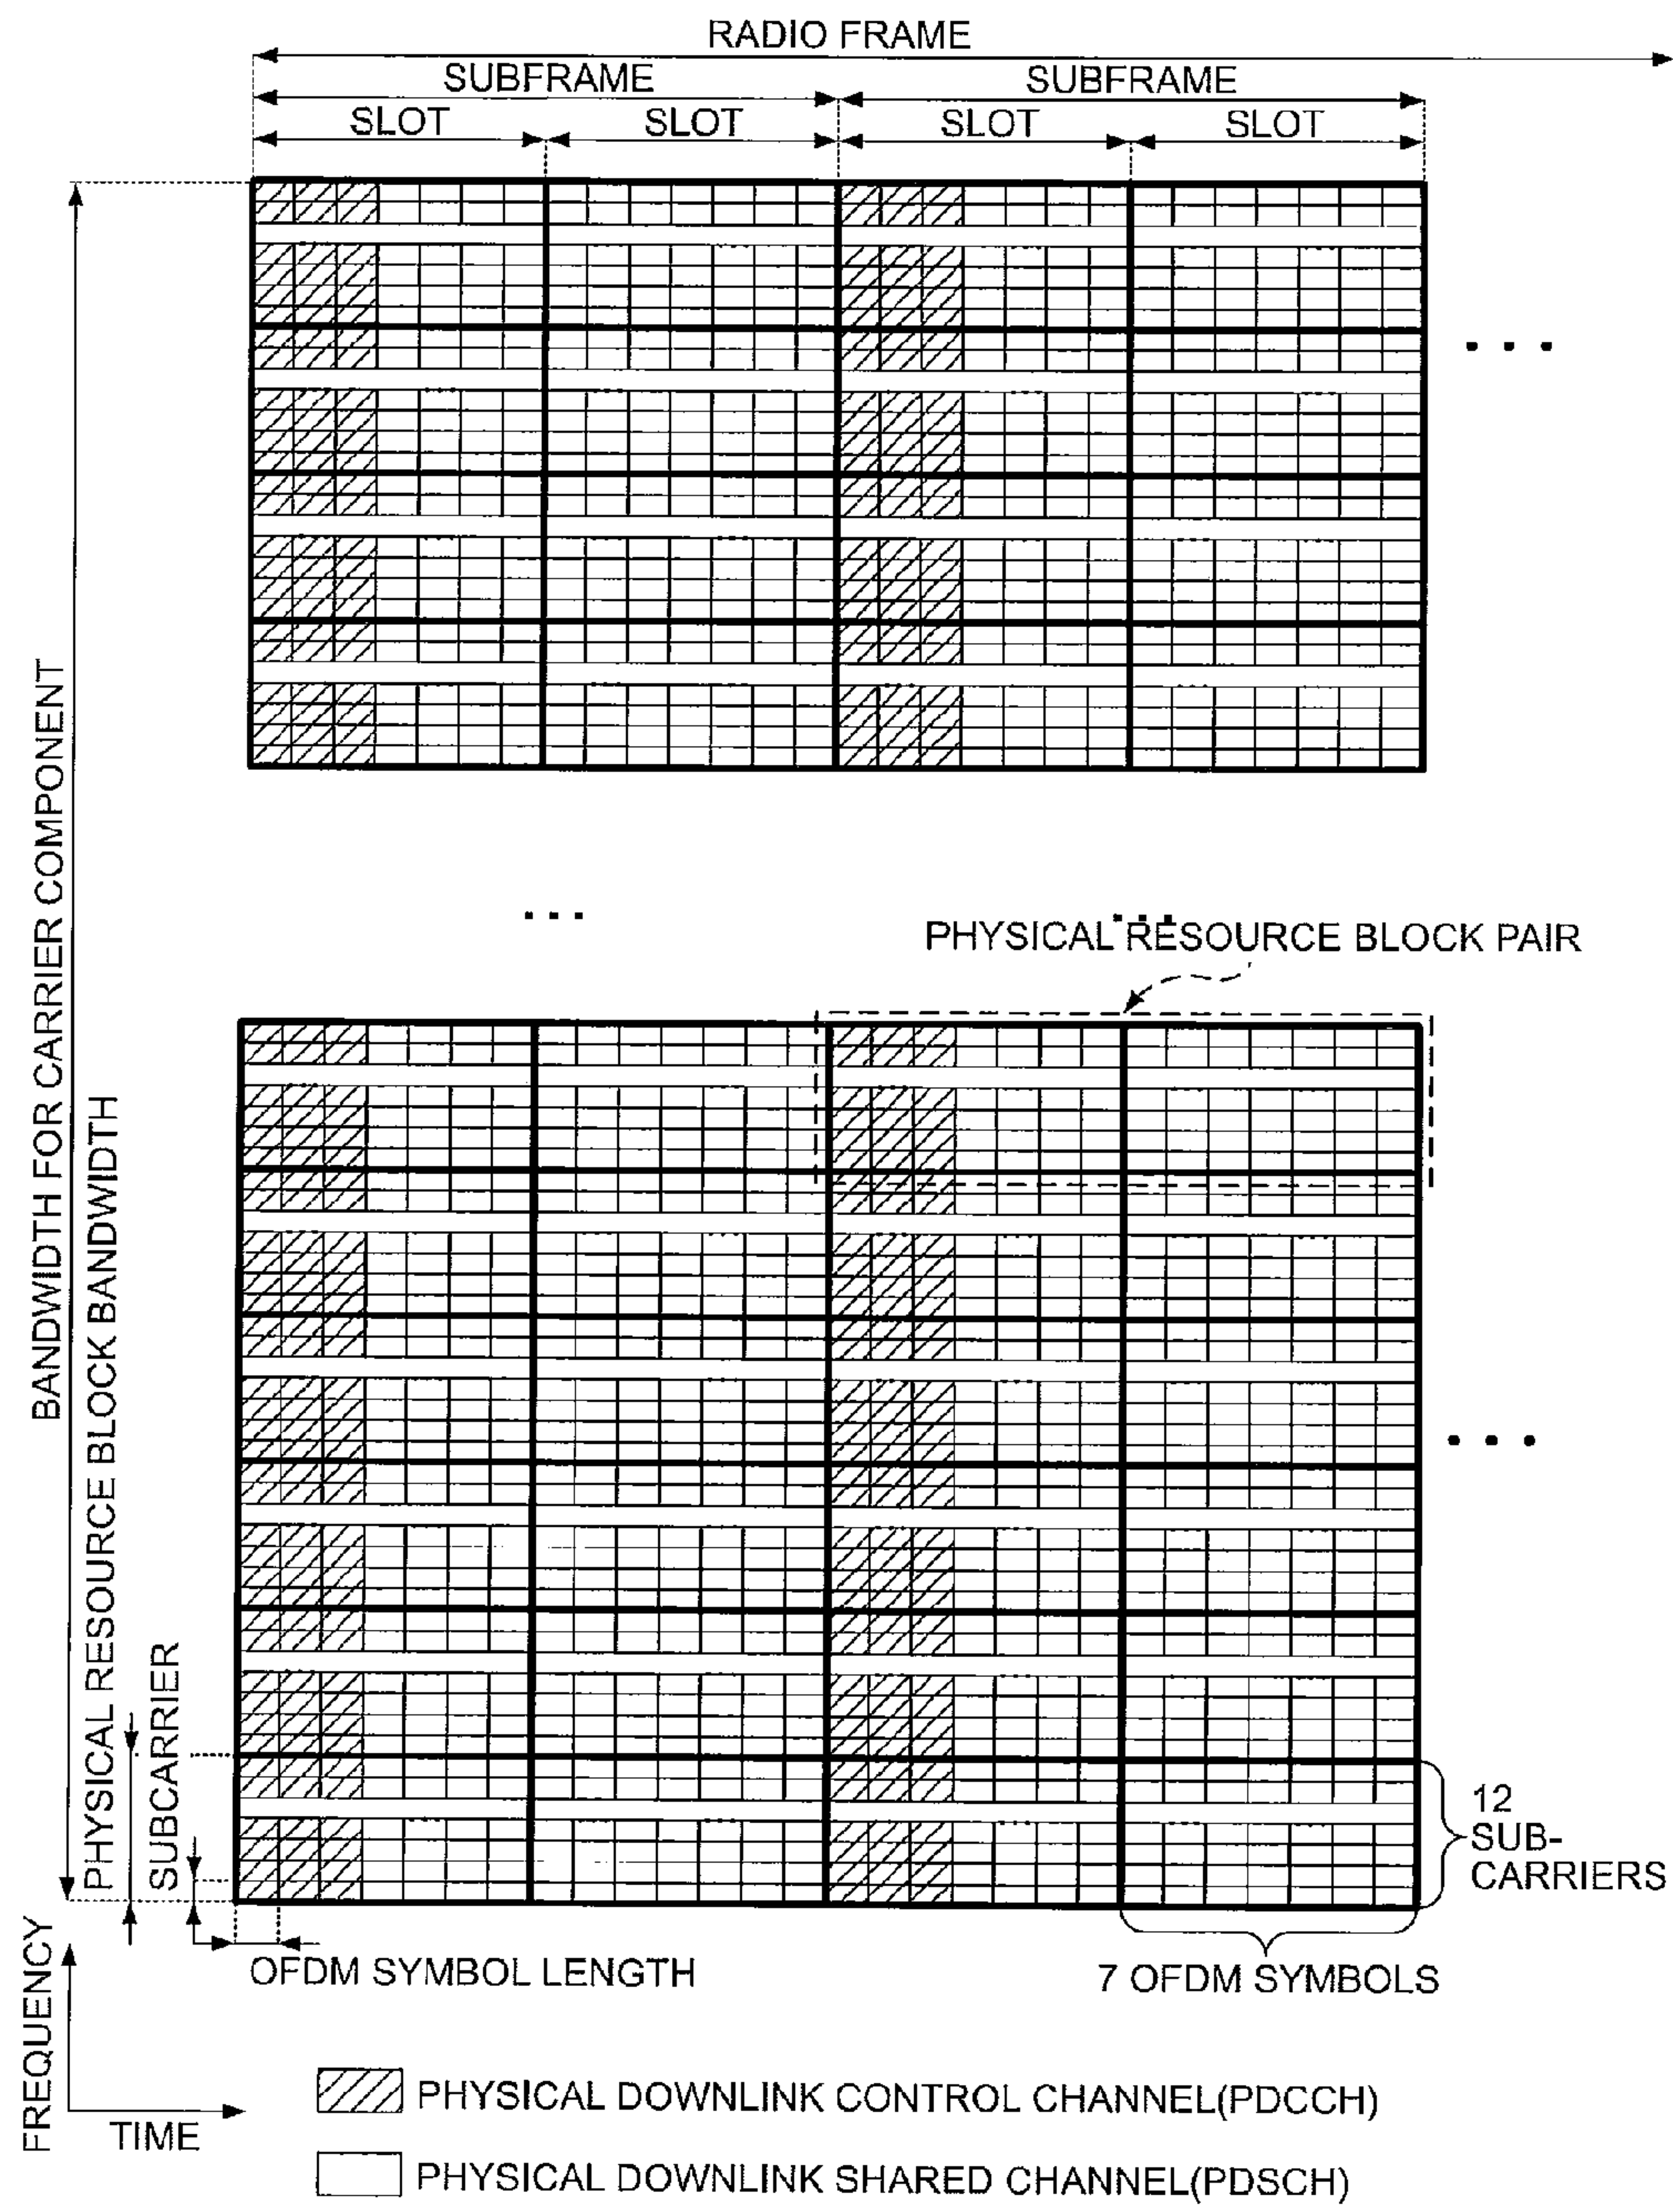 RADIO FRAME
SUBFRAME
SUBFRAME
SLOT
SLOT
SLOT
SLOT
BANDWIDTH FOR CARRIER COMPONENT
PHYSICAL RESOURCE BLOCK PAIR
PHYSICAL RESOURCE BLOCK BANDWIDTH
SUBCARRIER
12
SUB-
CARRIERS
OFDM SYMBOL LENGTH
7 OFDM SYMBOLS
FREQUENCY
TIME
PHYSICAL DOWNLINK CONTROL CHANNEL(PDCCH)
PHYSICAL DOWNLINK SHARED CHANNEL(PDSCH)